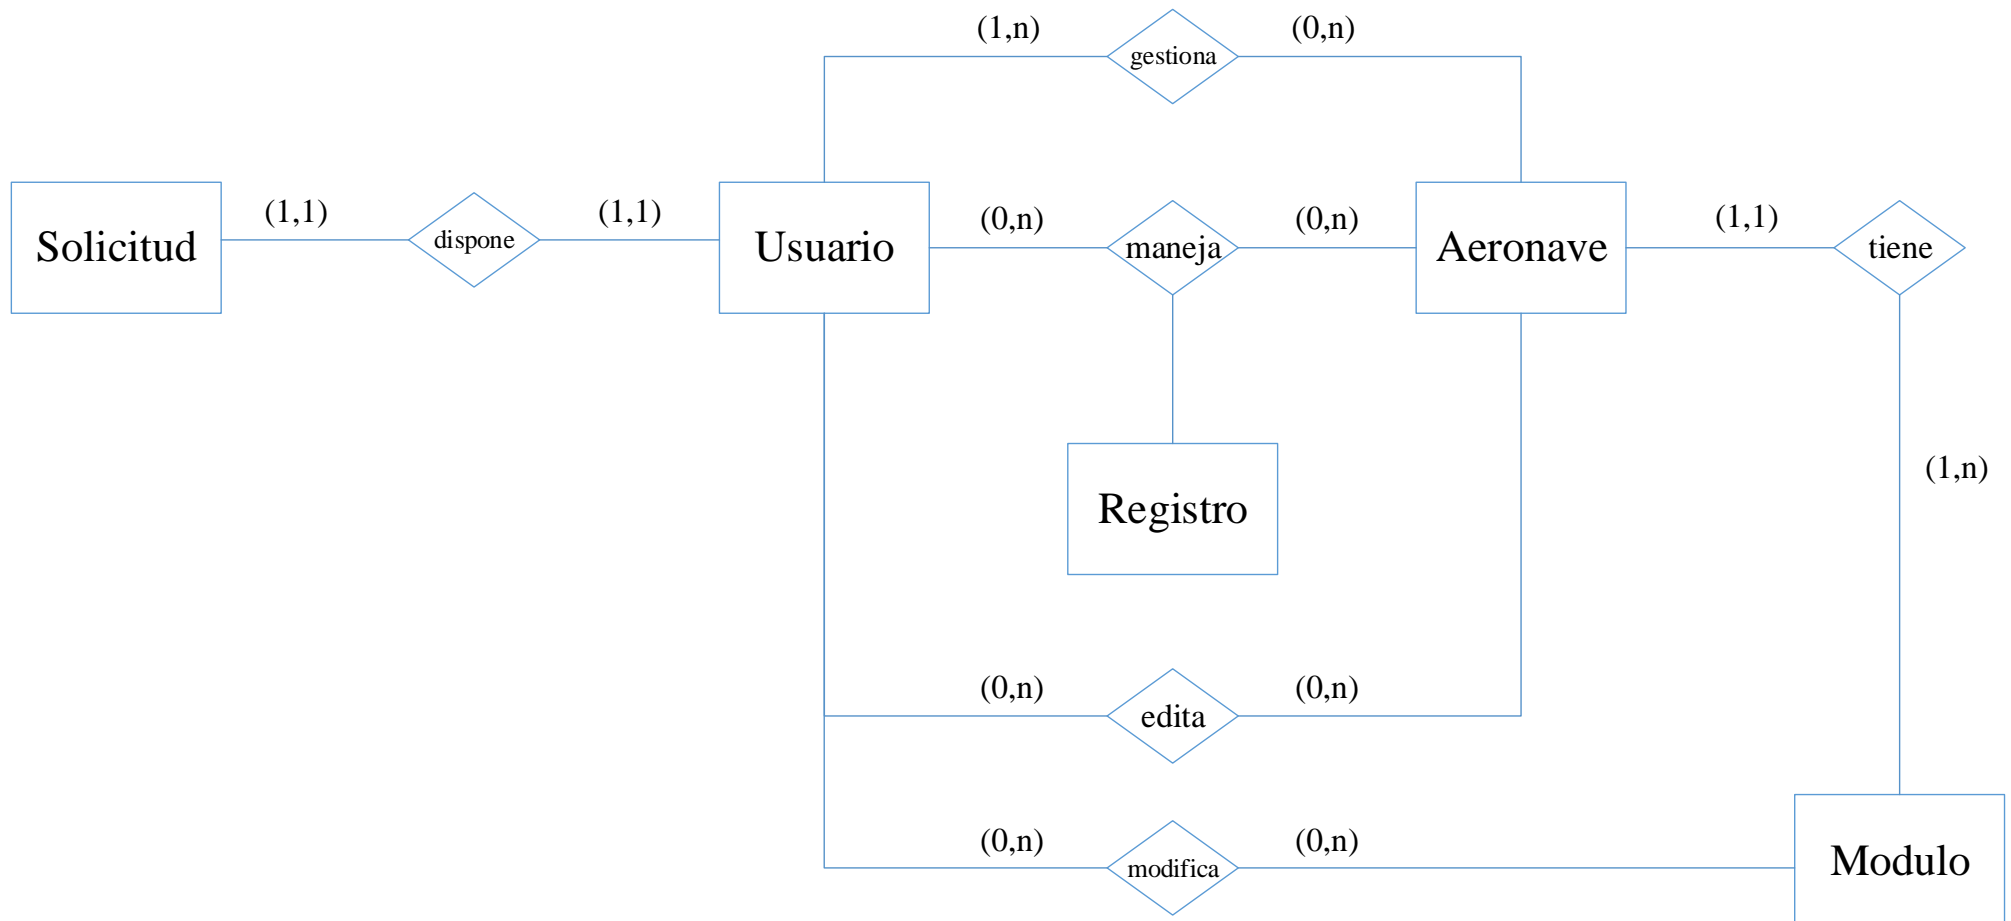 (1,n)
gestiona
(0,n)
Solicitud
(1,1)
dispone
(1,1)
Usuario
(0,n)
maneja
(0,n)
Aeronave
(1,1)
tiene
(1,n)
Registro
(0,n)
edita
(0,n)
(0,n)
modifica
(0,n)
Modulo